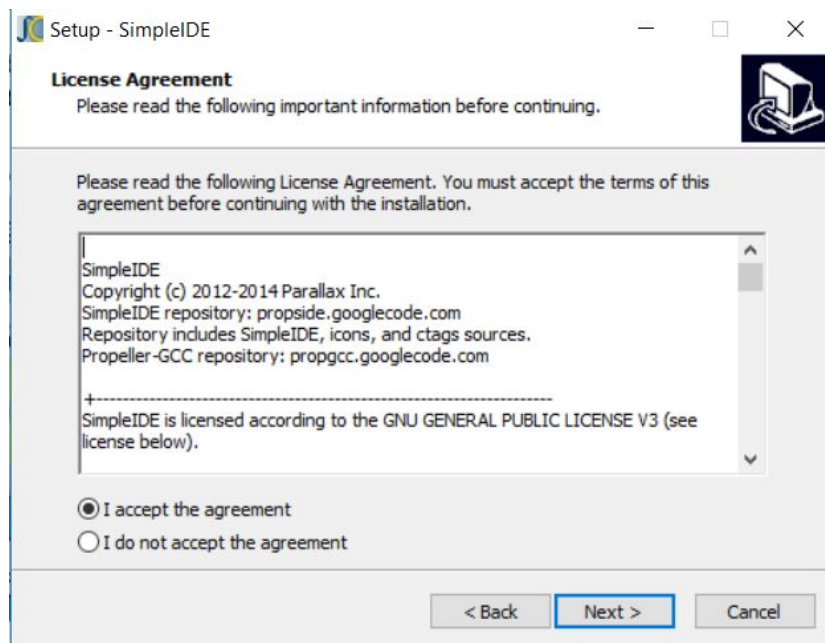 Setup - SimpleIDE
License Agreement
Please read the following important information before continuing.
Please read the following License Agreement. You must accept the terms of this
agreement before continuing with the installation.
SimpleIDE
Copyright (c) 2012-2014 Parallax Inc.
SimpleIDE repository: propside.googlecode.com
Repository includes SimpleIDE, icons, and ctags sources.
Propeller-GCC repository: propgcc.googlecode.com
+--------------------------------------------------------------------
SimpleIDE is licensed according to the GNU GENERAL PUBLIC LICENSE V3 (see
license below).
I accept the agreement
I do not accept the agreement
< Back Next > Cancel